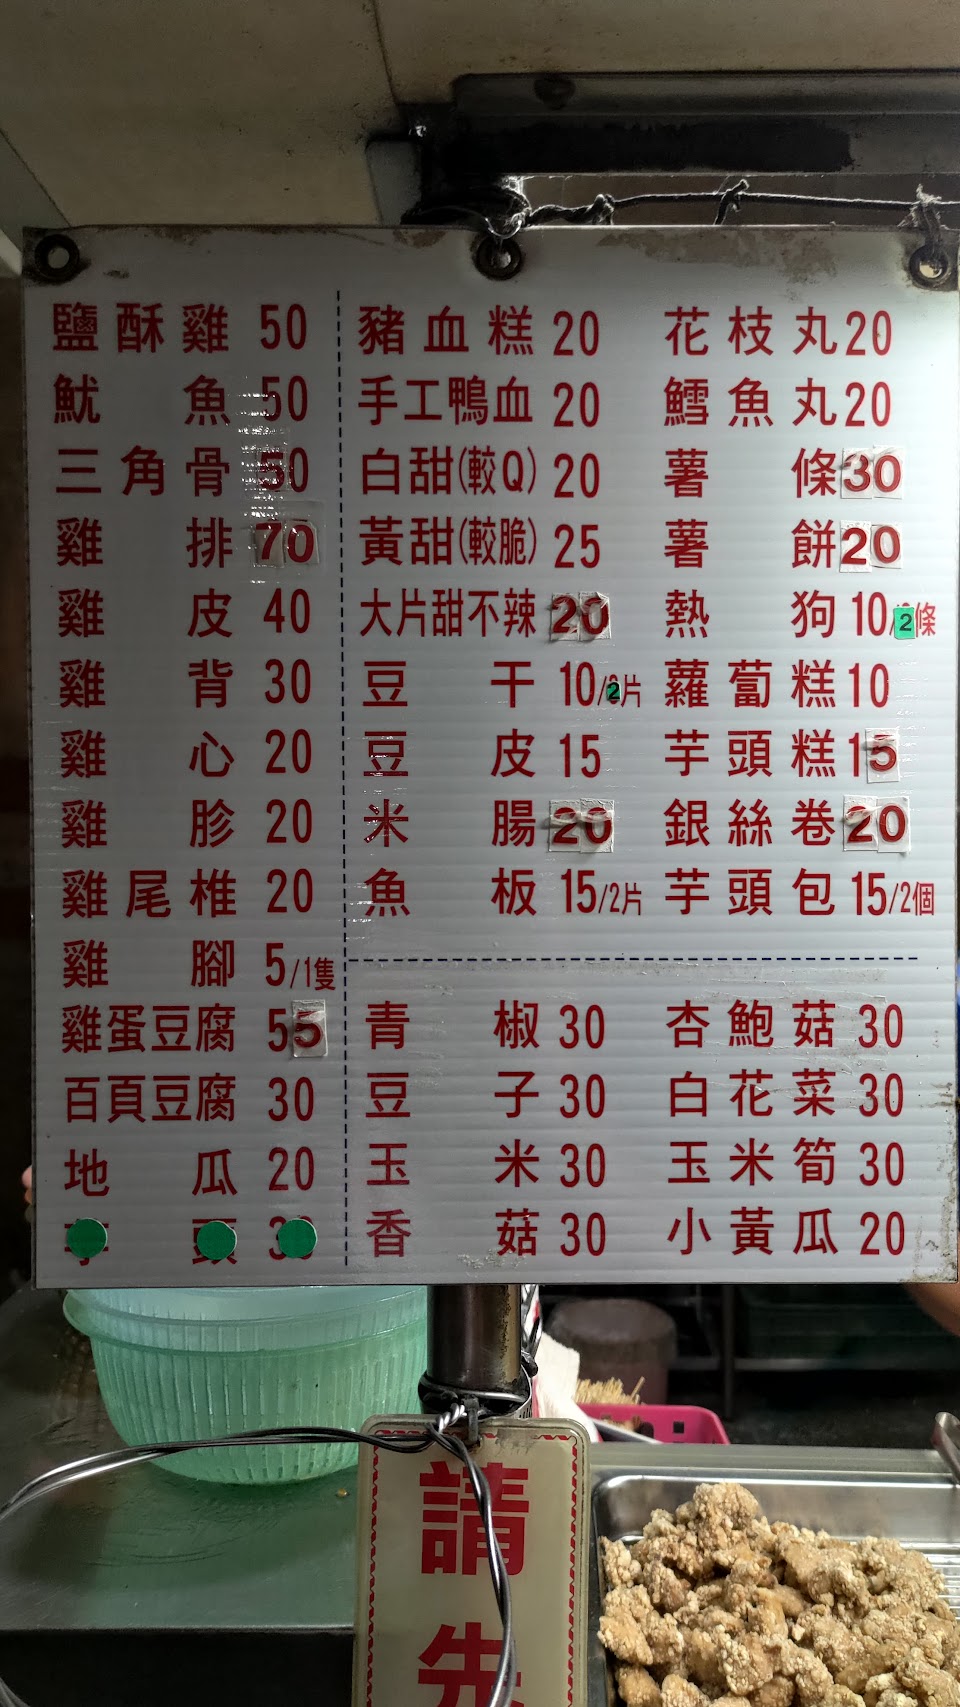 鹽酥雞 50
魷魚 50
三角骨 50
雞排 70
雞皮 40
雞背 30
雞心 20
雞胗 20
雞尾椎 20
雞腳 5/1隻
雞蛋豆腐 55
百頁豆腐 30
地瓜 20
芋頭 30
豬血糕 20
手工鴨血 20
白甜(較Q) 20
黃甜(較脆) 25
大片甜不辣 20
豆干 10/2片
豆皮 15
米腸 20
魚板 15/2片
花枝丸 20
鱈魚丸 20
薯條 30
薯餅 20
熱狗 10/2條
蘿蔔糕 10
芋頭糕 15
銀絲卷 20
芋頭包 15/2個
青椒 30
豆子 30
玉米 30
香菇 30
杏鮑菇 30
白花菜 30
玉米筍 30
小黃瓜 20
請
先